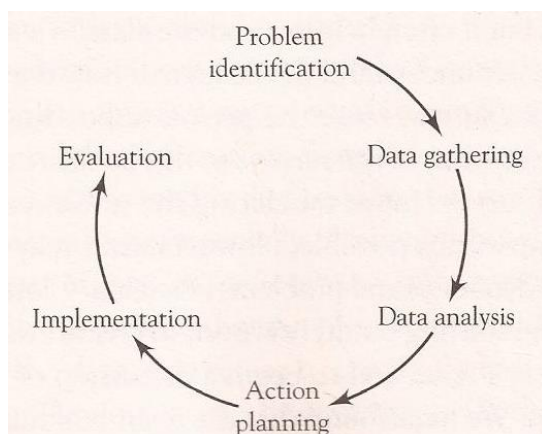 Problem
identification
Data gathering
Data analysis
Action
planning
Implementation
Evaluation